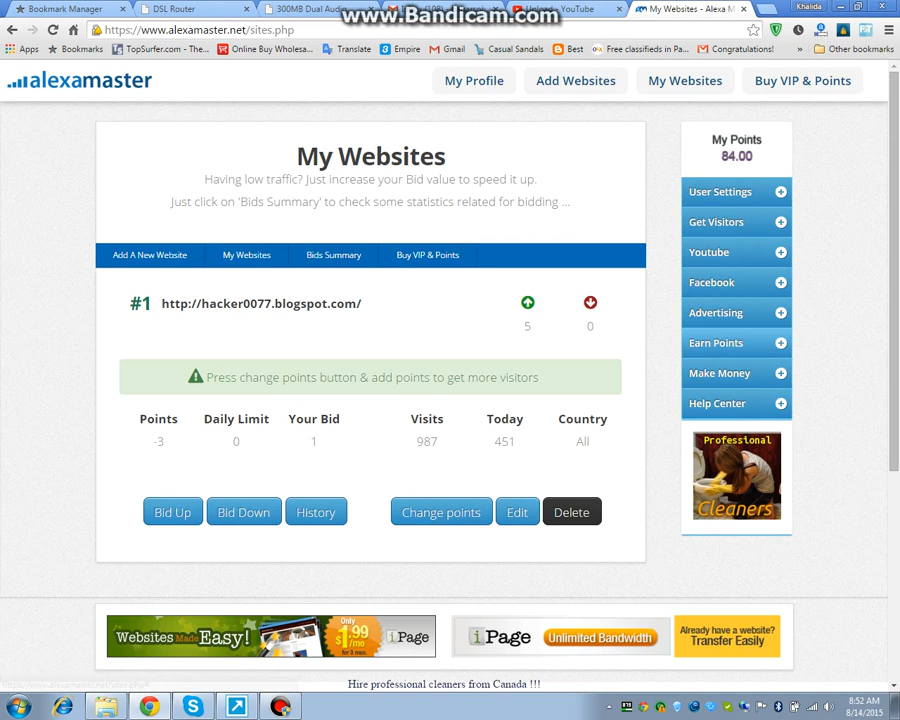 Bookmark Manager
DSL Router
300MB Dual Audio
YouTube
My Websites - Alexa M
Khaida
www.Bandicam.com
https://www.alexamaster.net/sites.php
Apps
TopSurfer.com - The
Online Buy Wholesa...
Translate
Empire
Gmail
Casual Sandals
Best
Free classifieds in Pa...
Congratulations!
Other bookmarks
alexamaster
My Profile
Add Websites
My Websites
Buy VIP & Points
My Websites
Having low traffic? Just increase your Bid value to speed it up.
Just click on 'Bids Summary' to check some statistics related for bidding ...
Add A New Website
My Websites
Bids Summary
Buy VIP & Points
#1 http://hacker0077.blogspot.com/
5
0
Press change points button & add points to get more visitors
Points Daily Limit Your Bid Visits Today Country
-3 0 1 987 451 All
Bid Up
Bid Down
History
Change points
Edit
Delete
My Points
84.00
User Settings
Get Visitors
Youtube
Facebook
Advertising
Earn Points
Make Money
Help Center
Professional
Cleaners
Websites Made Easy!
Only
$1.99
/mo
for 3 mos.
iPage
iPage
Unlimited Bandwidth
Already have a website?
Transfer Easily
Hire professional cleaners from Canada !!!
8:52 AM
8/14/2015